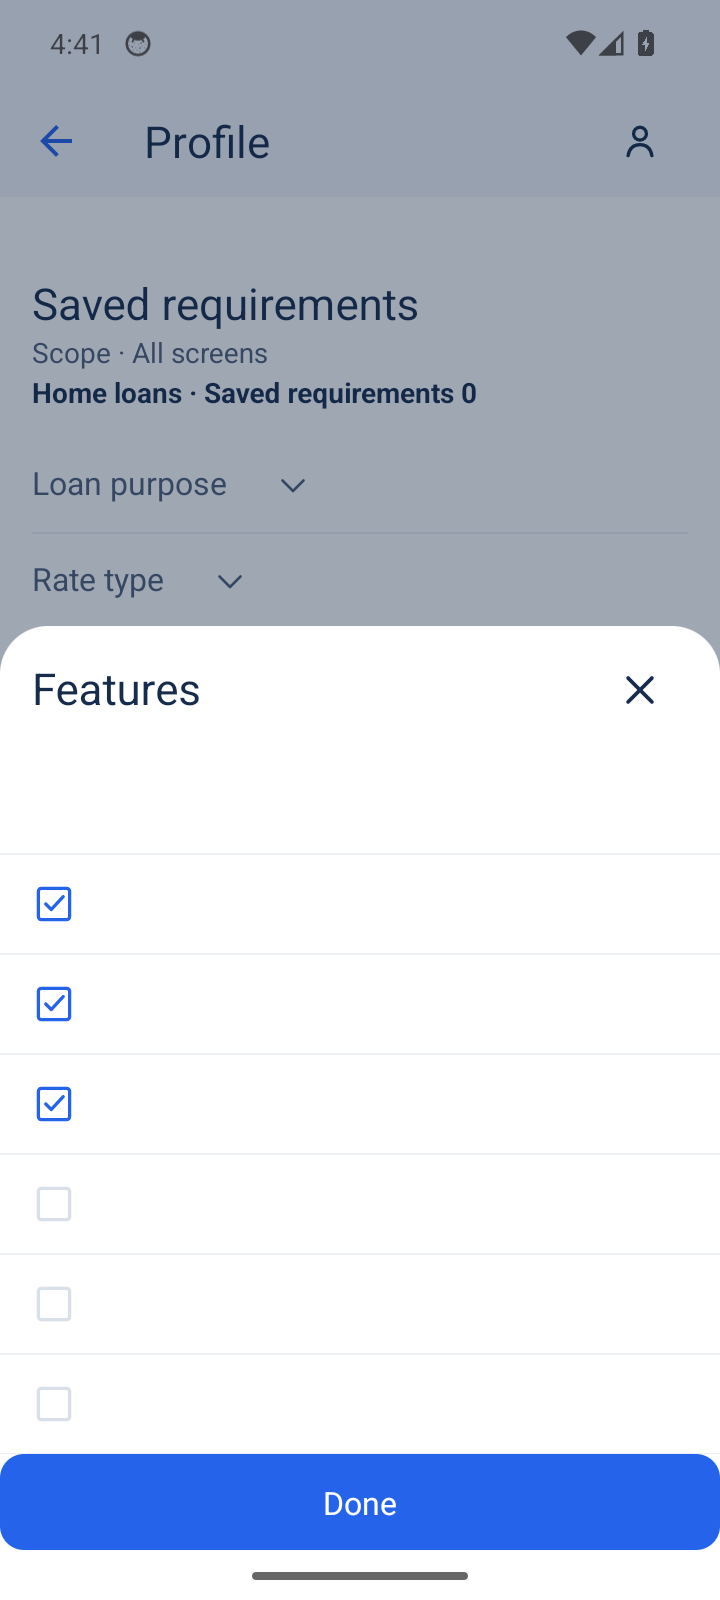 4:41
Profile
Saved requirements
Scope · All screens
Home loans · Saved requirements 0
Loan purpose
Rate type
Features
Done